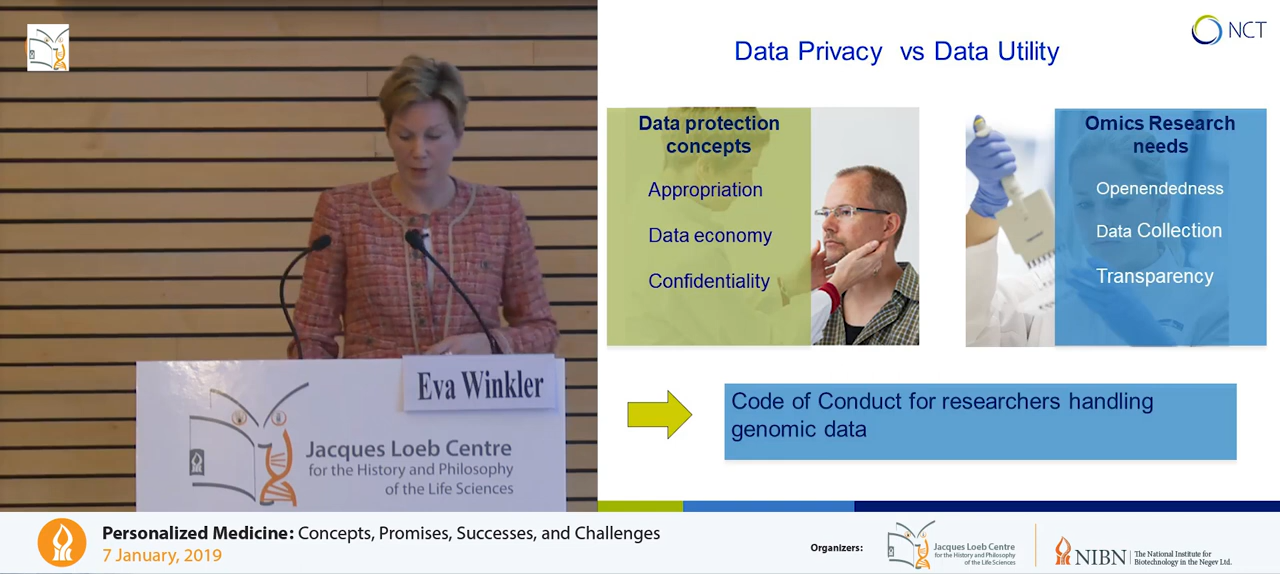 NCT
Data Privacy vs Data Utility
Data protection
concepts
Appropriation
Data economy
Confidentiality
Omics Research
needs
Openendedness
Data Collection
Transparency
Code of Conduct for researchers handling
genomic data
Eva Winkler
Jacques Loeb Centre
for the History and Philosophy
of the Life Sciences
Personalized Medicine: Concepts, Promises, Successes, and Challenges
7 January, 2019
Organizers:
Jacques Loeb Centre
for the History and Philosophy
of the Life Sciences
NIBN
The National Institute for
Biotechnology in the Negev Ltd.